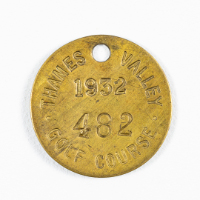 THAMES VALLEY
1932
482
GOLF COURSE